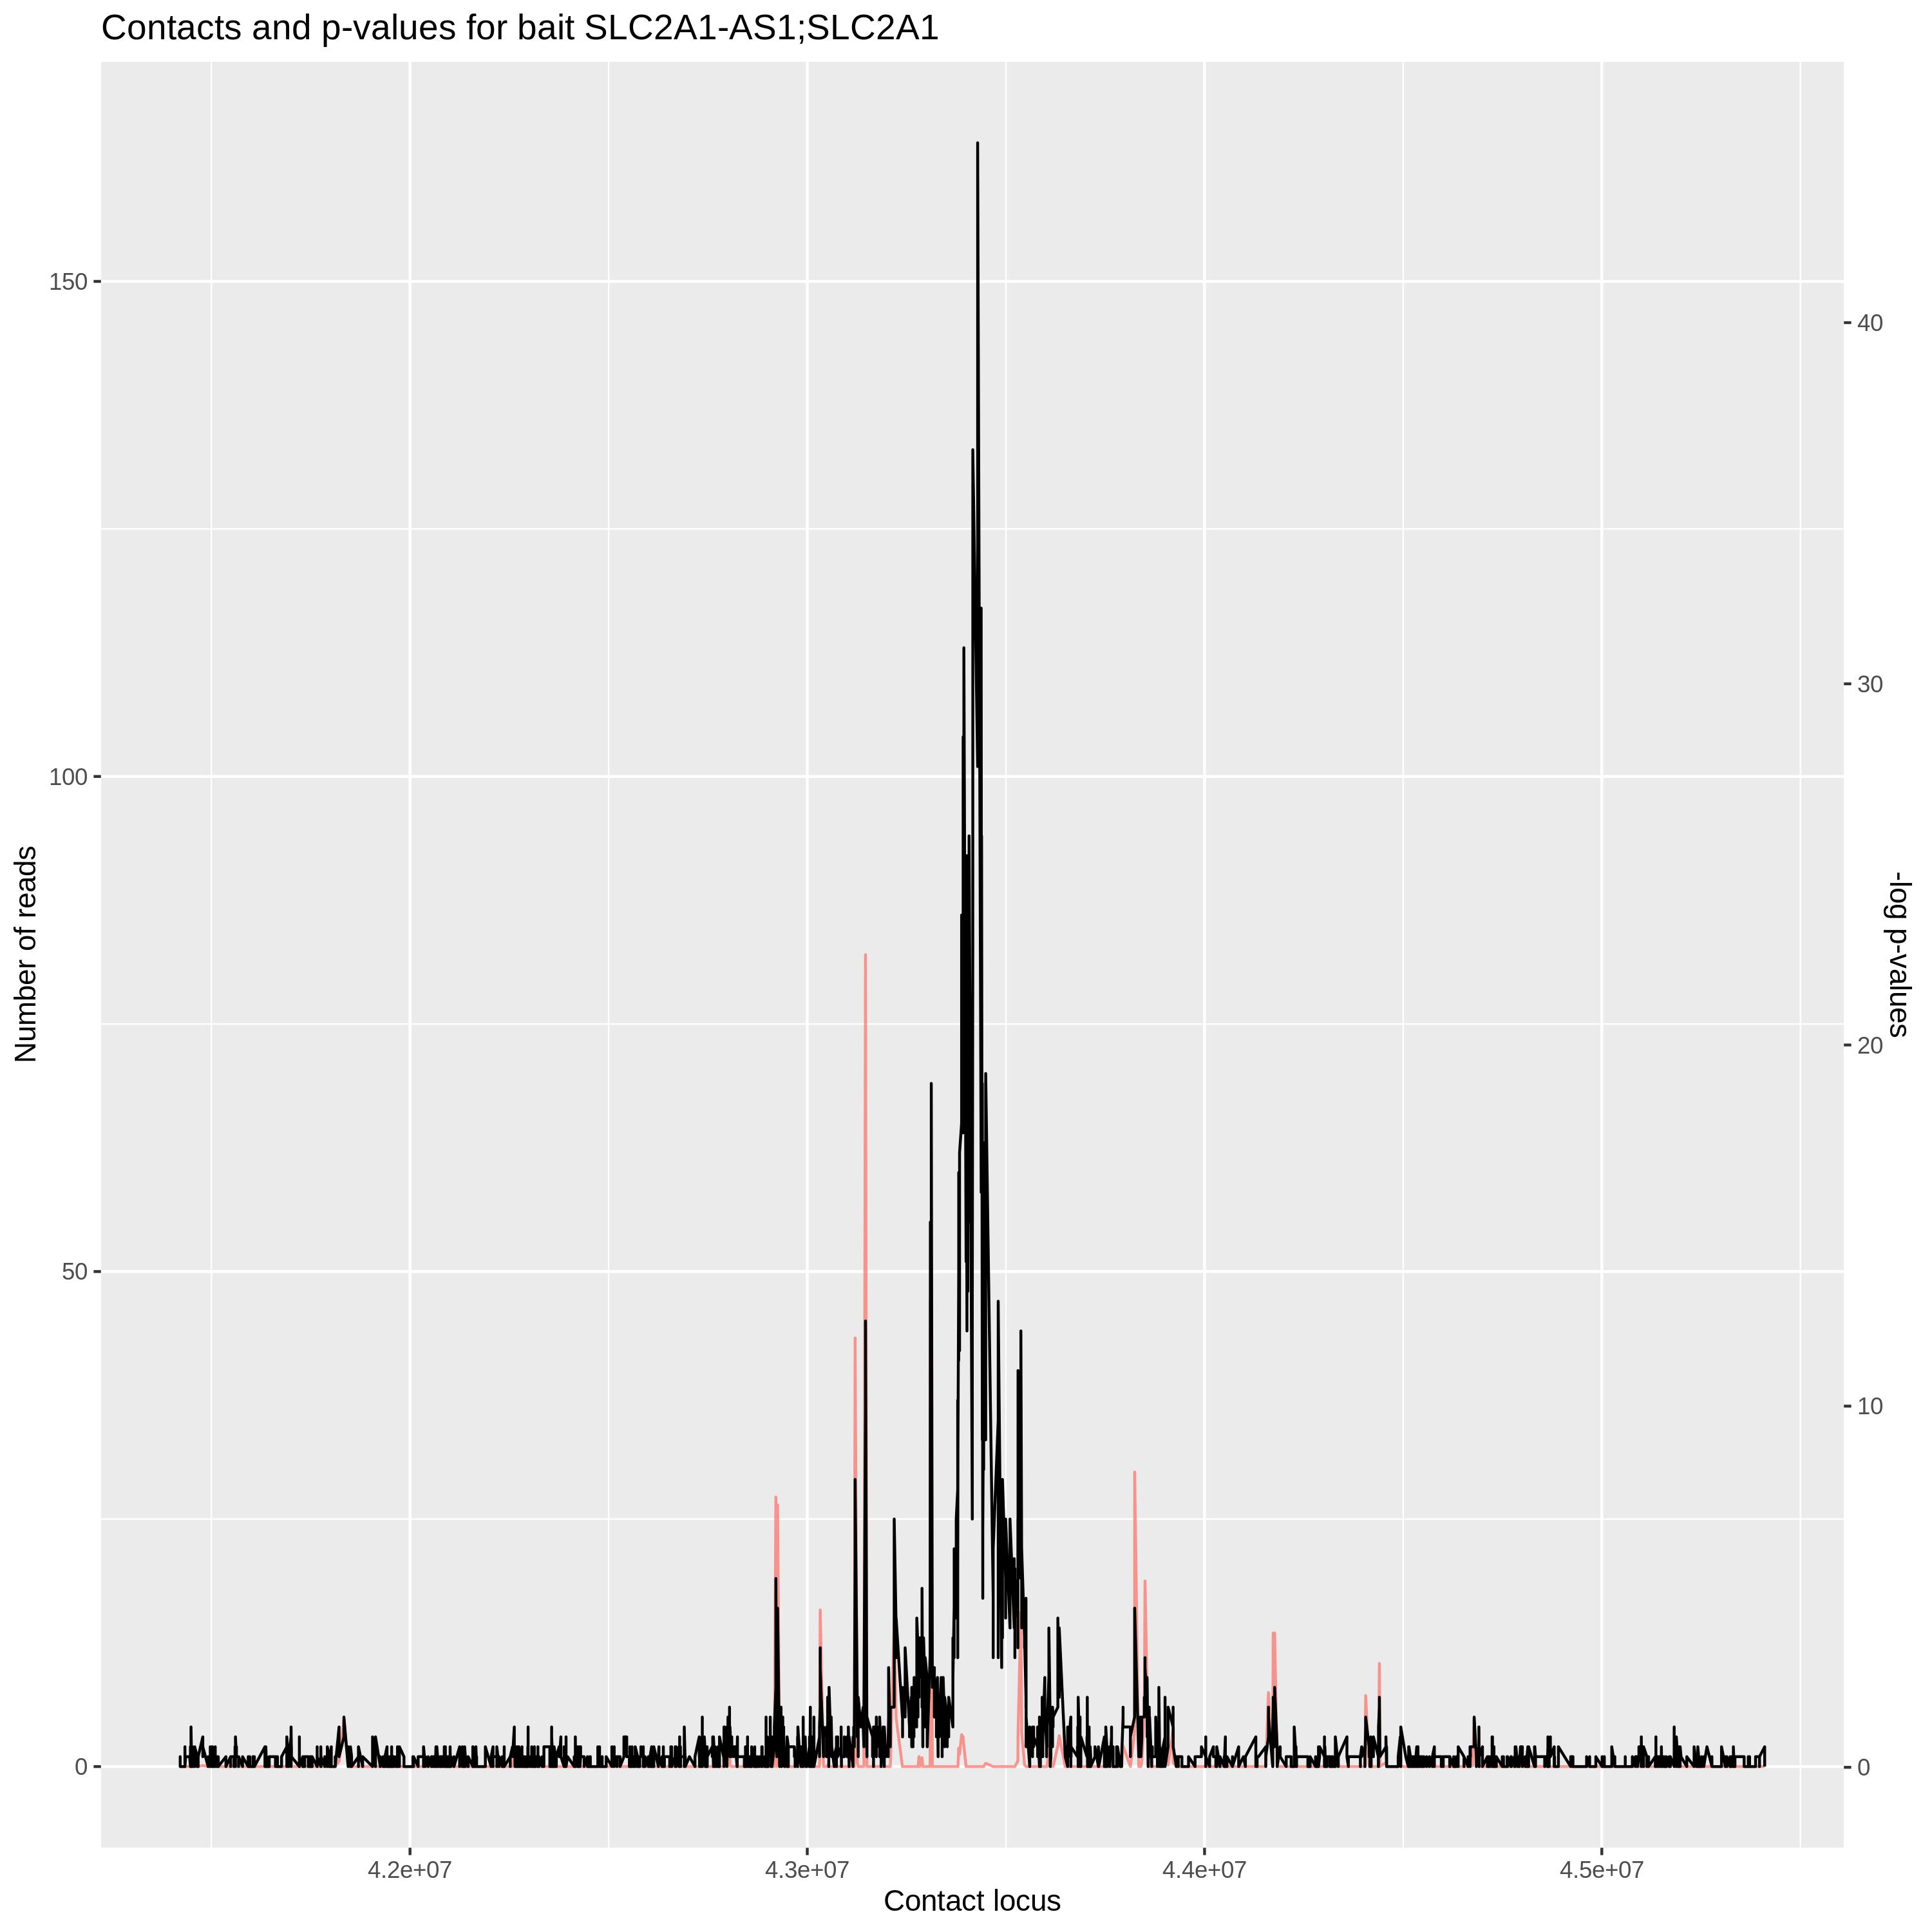 Contacts and p-values for bait SLC2A1-AS1;SLC2A1
150
100
50
0
Number of reads
40
30
20
10
0
-log p-values
4.2e+07
4.3e+07
4.4e+07
4.5e+07
Contact locus